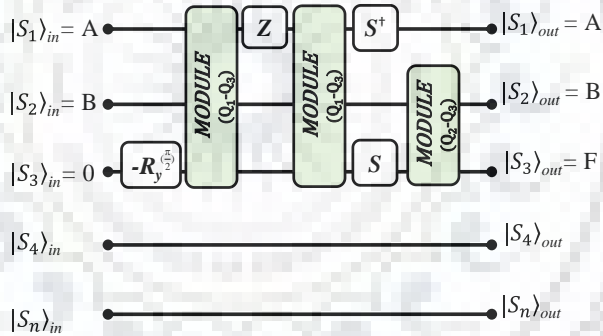 |S₁⟩in = A
MODULE (Q₁-Q₃)
Z
MODULE (Q₁-Q₃)
S†
|S₁⟩out = A
|S₂⟩in = B
MODULE (Q₂-Q₃)
|S₂⟩out = B
|S₃⟩in = 0
-Ry(π/2)
S
|S₃⟩out = F
|S₄⟩in
|S₄⟩out
|Sn⟩in
|Sn⟩out